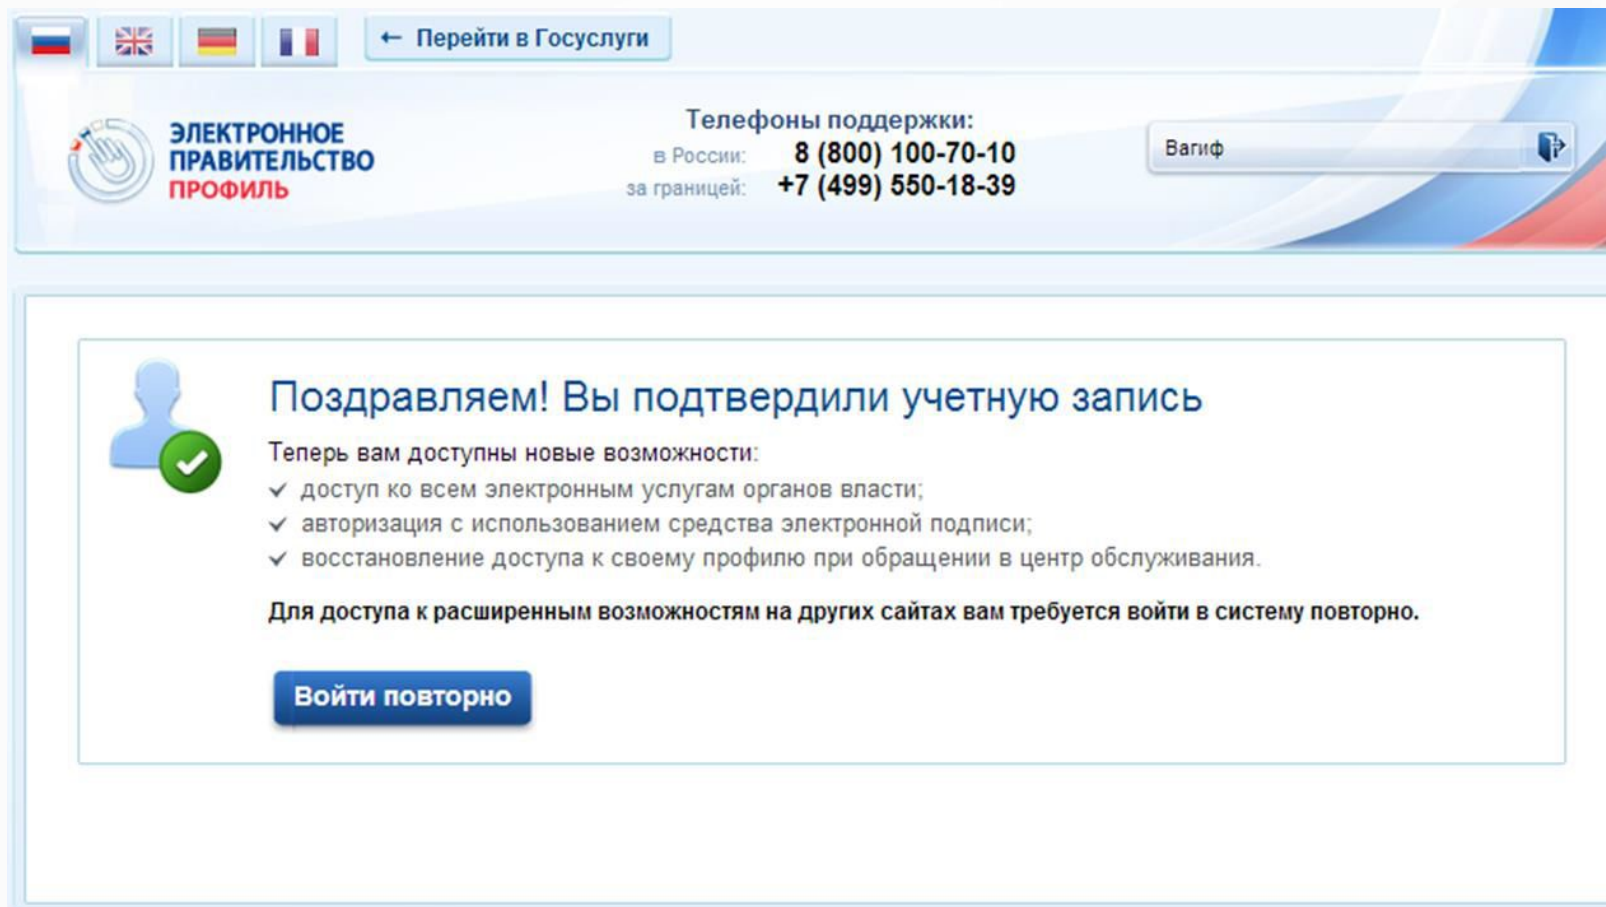 ← Перейти в Госуслуги
ЭЛЕКТРОННОЕ
ПРАВИТЕЛЬСТВО
ПРОФИЛЬ
Телефоны поддержки:
в России: 8 (800) 100-70-10
за границей: +7 (499) 550-18-39
Вагиф
Поздравляем! Вы подтвердили учетную запись
Теперь вам доступны новые возможности:
✓ доступ ко всем электронным услугам органов власти;
✓ авторизация с использованием средства электронной подписи;
✓ восстановление доступа к своему профилю при обращении в центр обслуживания.
Для доступа к расширенным возможностям на других сайтах вам требуется войти в систему повторно.
Войти повторно